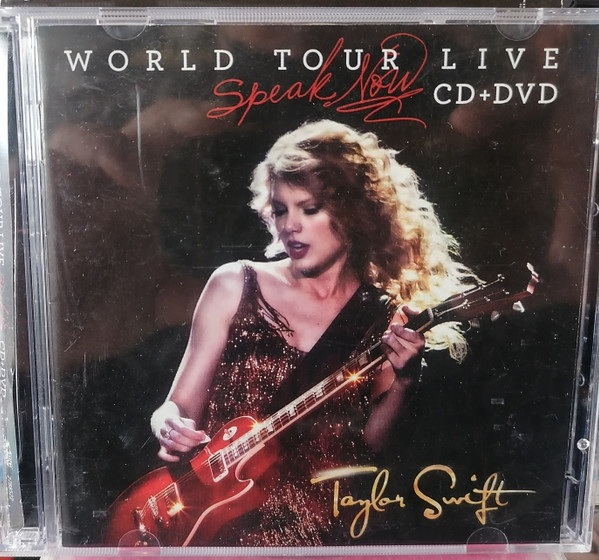 WORLD TOUR LIVE
Speak Now
CD+DVD
Taylor Swift